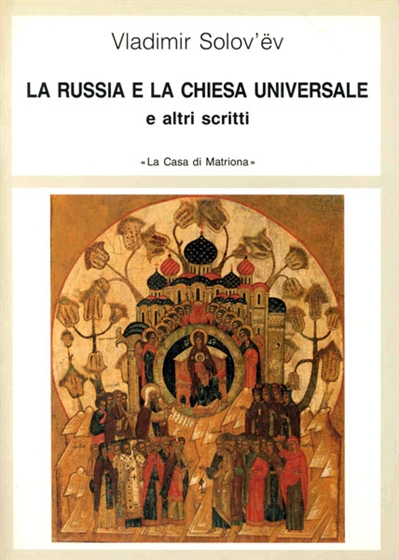 Vladimir Solov'ëv
LA RUSSIA E LA CHIESA UNIVERSALE
e altri scritti
«La Casa di Matriona»